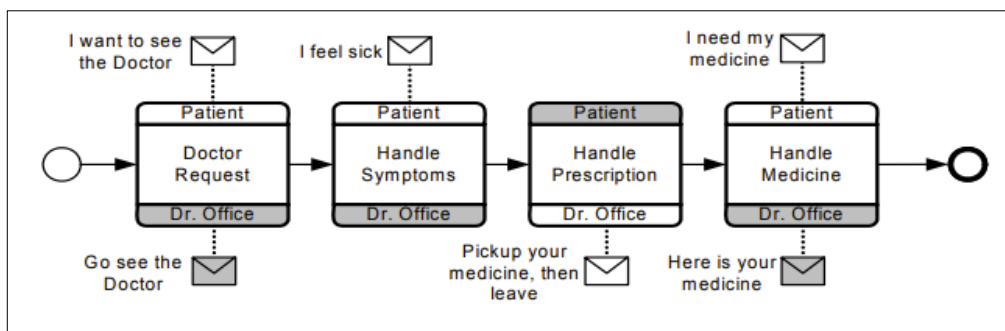 I want to see
the Doctor
I feel sick
I need my
medicine
Patient
Doctor
Request
Dr. Office
Patient
Handle
Symptoms
Dr. Office
Patient
Handle
Prescription
Dr. Office
Patient
Handle
Medicine
Dr. Office
Go see the
Doctor
Pickup your
medicine, then
leave
Here is your
medicine